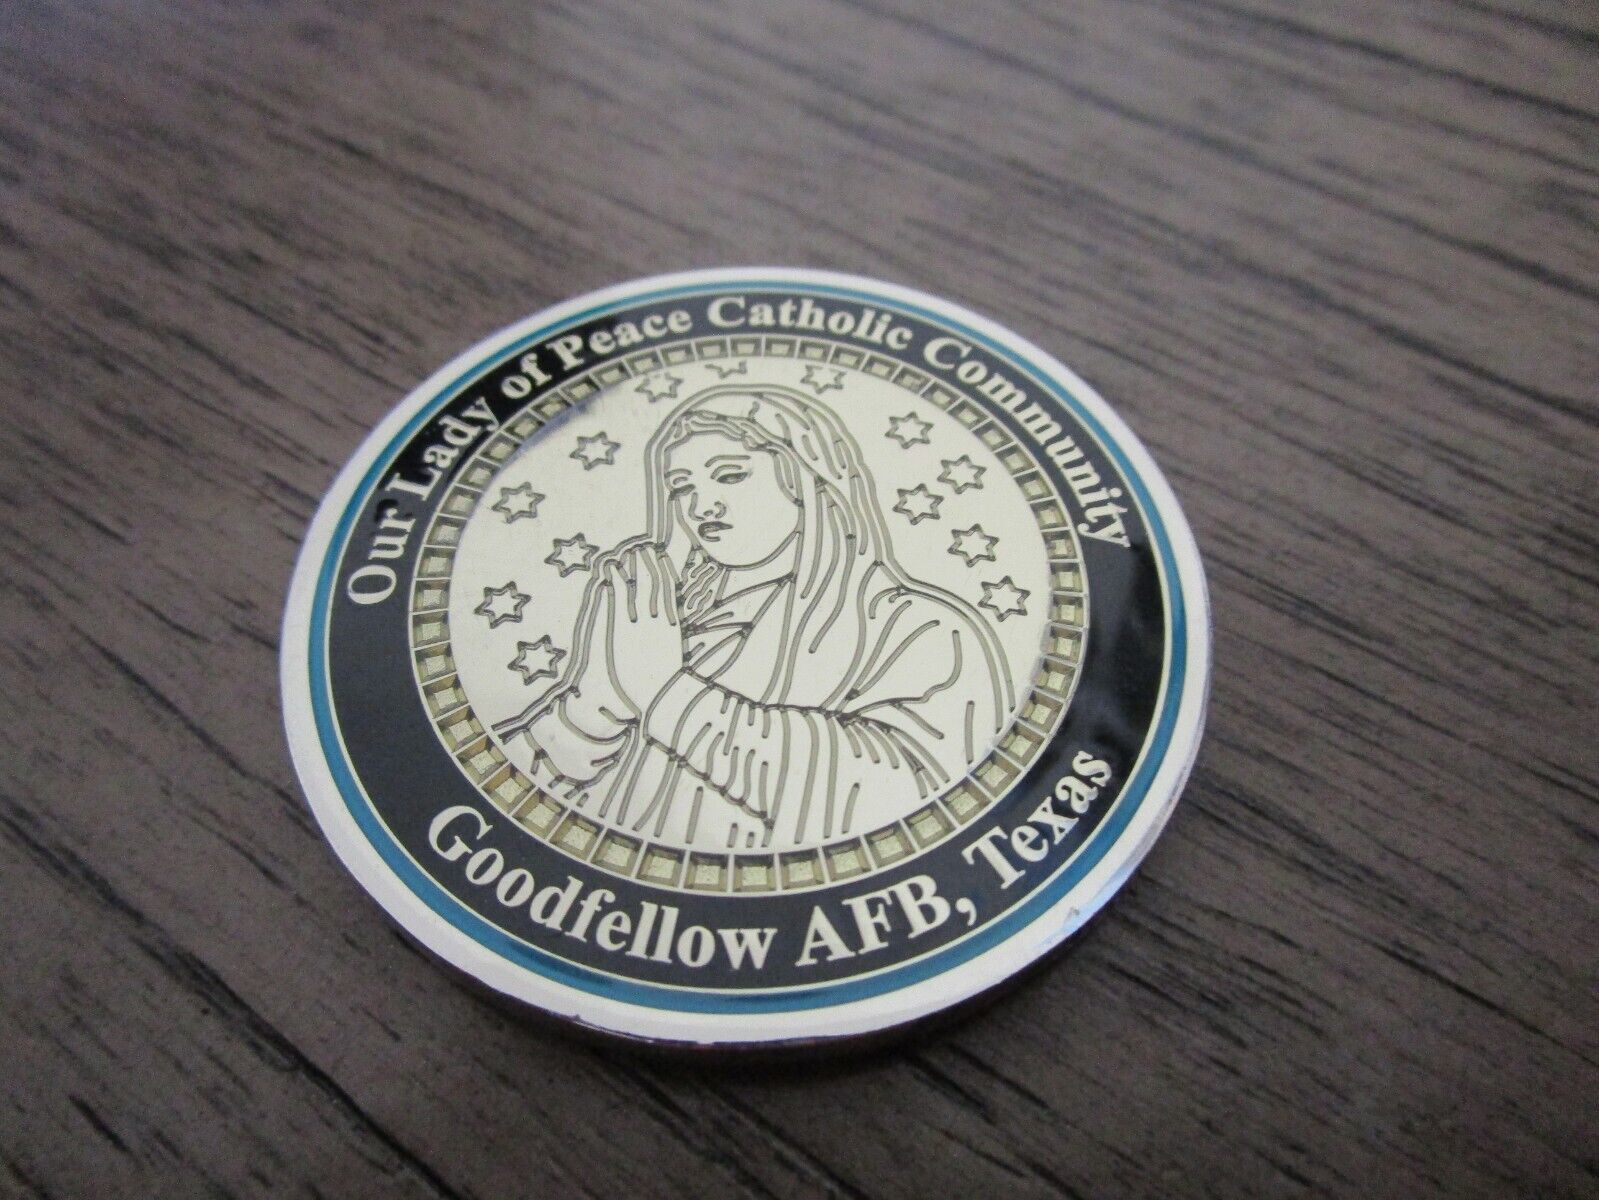 Our Lady of Peace Catholic Community
Goodfellow AFB, Texas